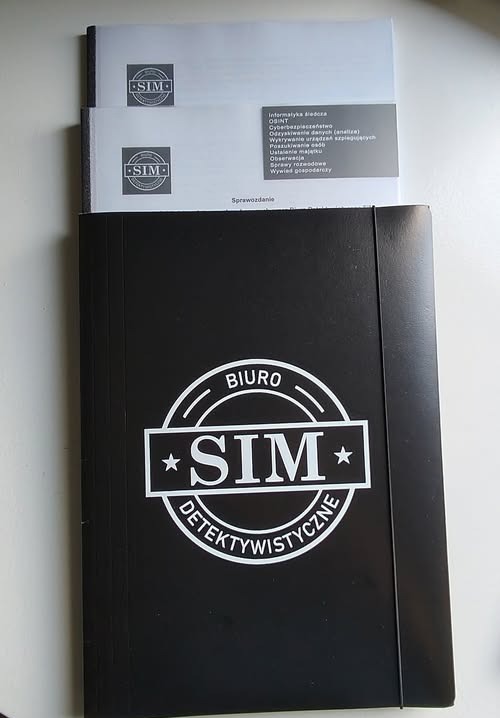 SIM
Informatyka śledcza
OSINT
Cyberbezpieczeństwo
Odzyskiwanie danych (analiza)
Wykrywanie urządzeń szpiegujących
Poszukiwanie osób
Ustalenie majątku
Obserwacja
Sprawy rozwodowe
Wywiad gospodarczy
SIM
Sprawozdanie
BIURO
SIM
DETEKTYWISTYCZNE